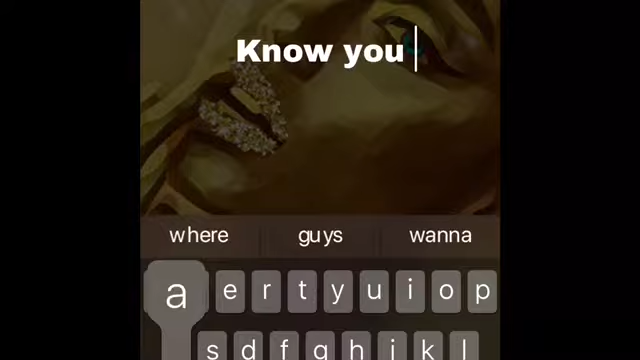 Know you
where guys wanna
a e r t y u i o p
s d f g h j k l